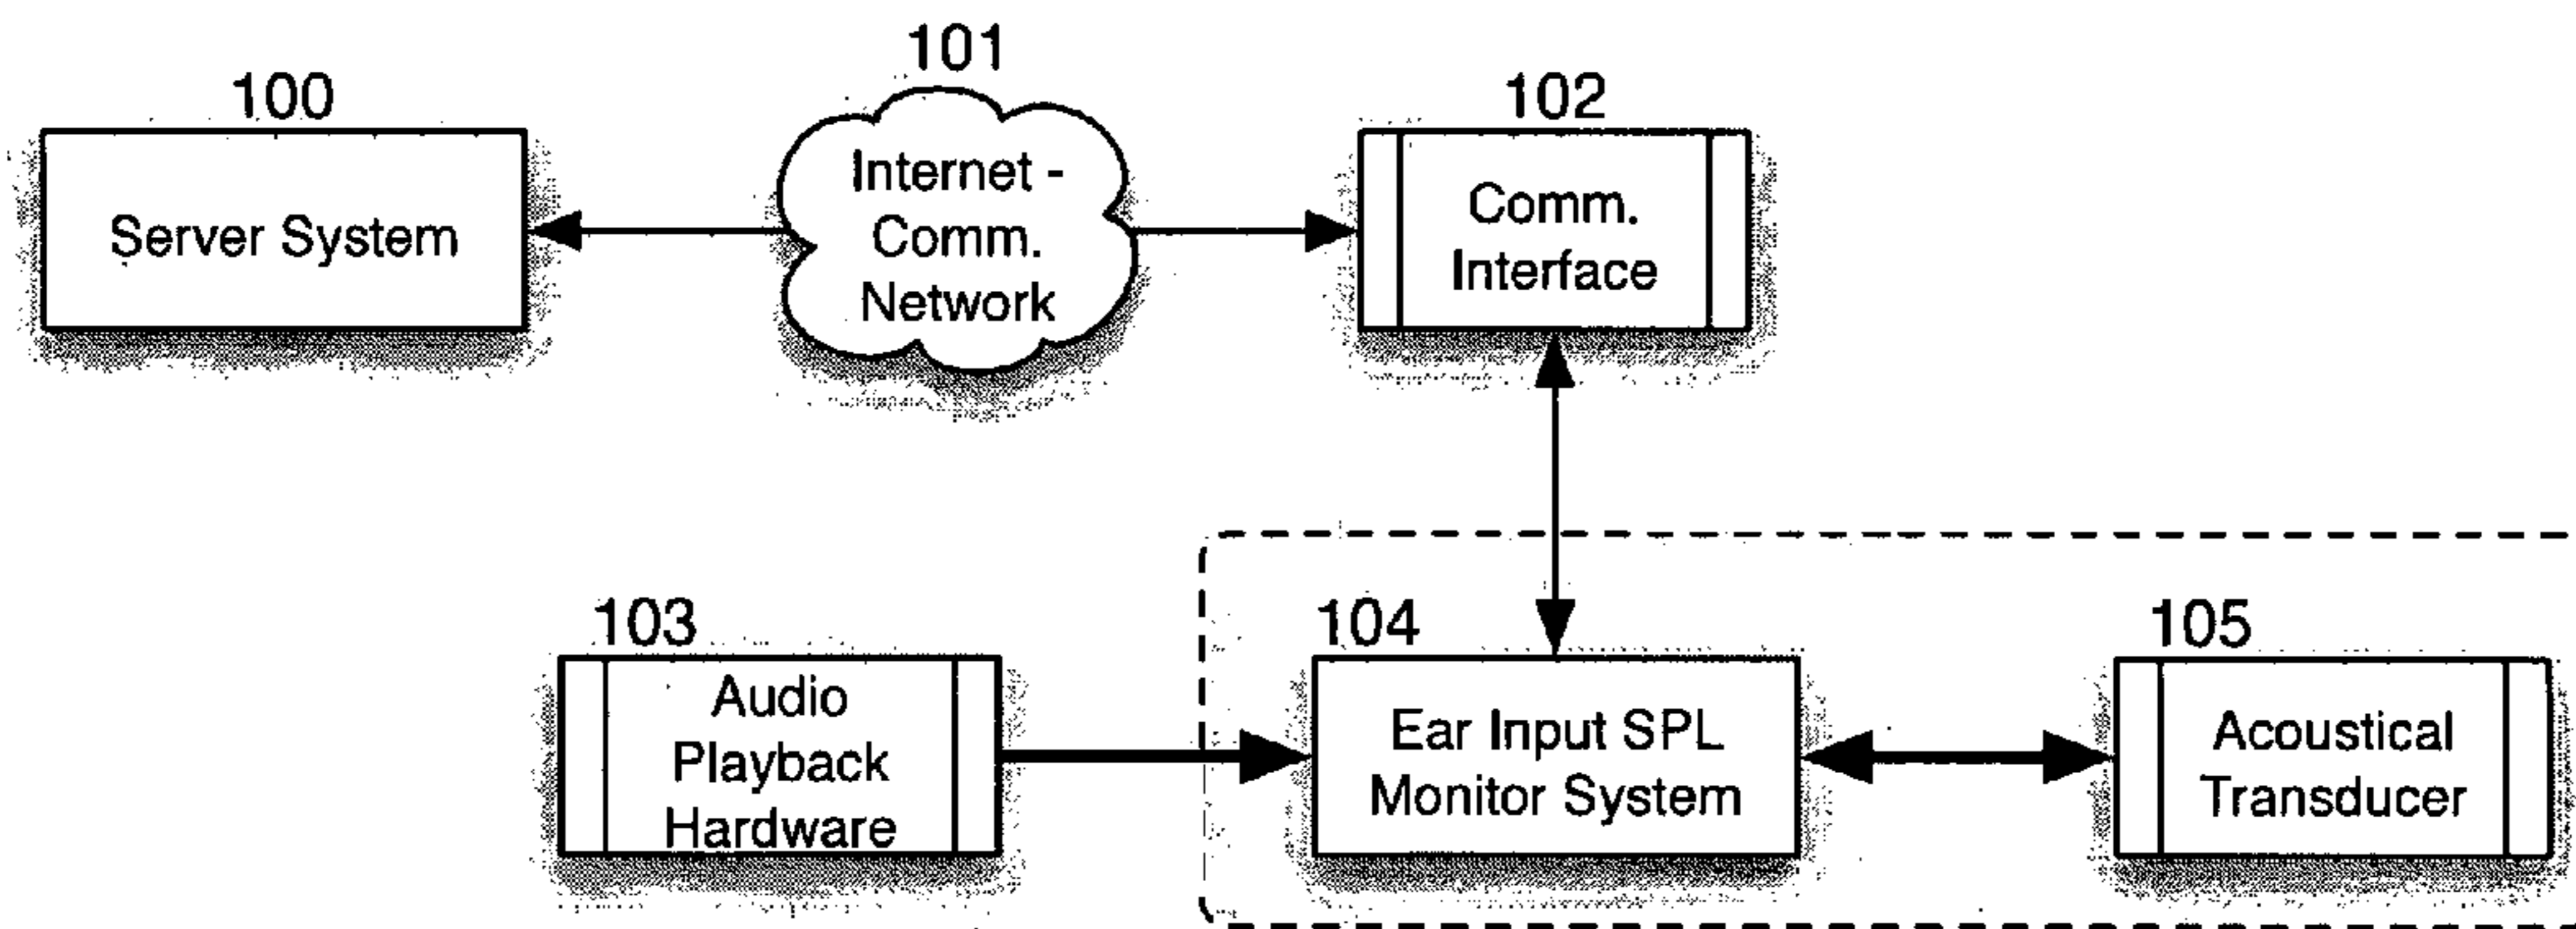 101
100
102
Internet -
Comm.
Network
Server System
Comm.
Interface
103
104
105
Audio
Playback
Hardware
Ear Input SPL
Monitor System
Acoustical
Transducer